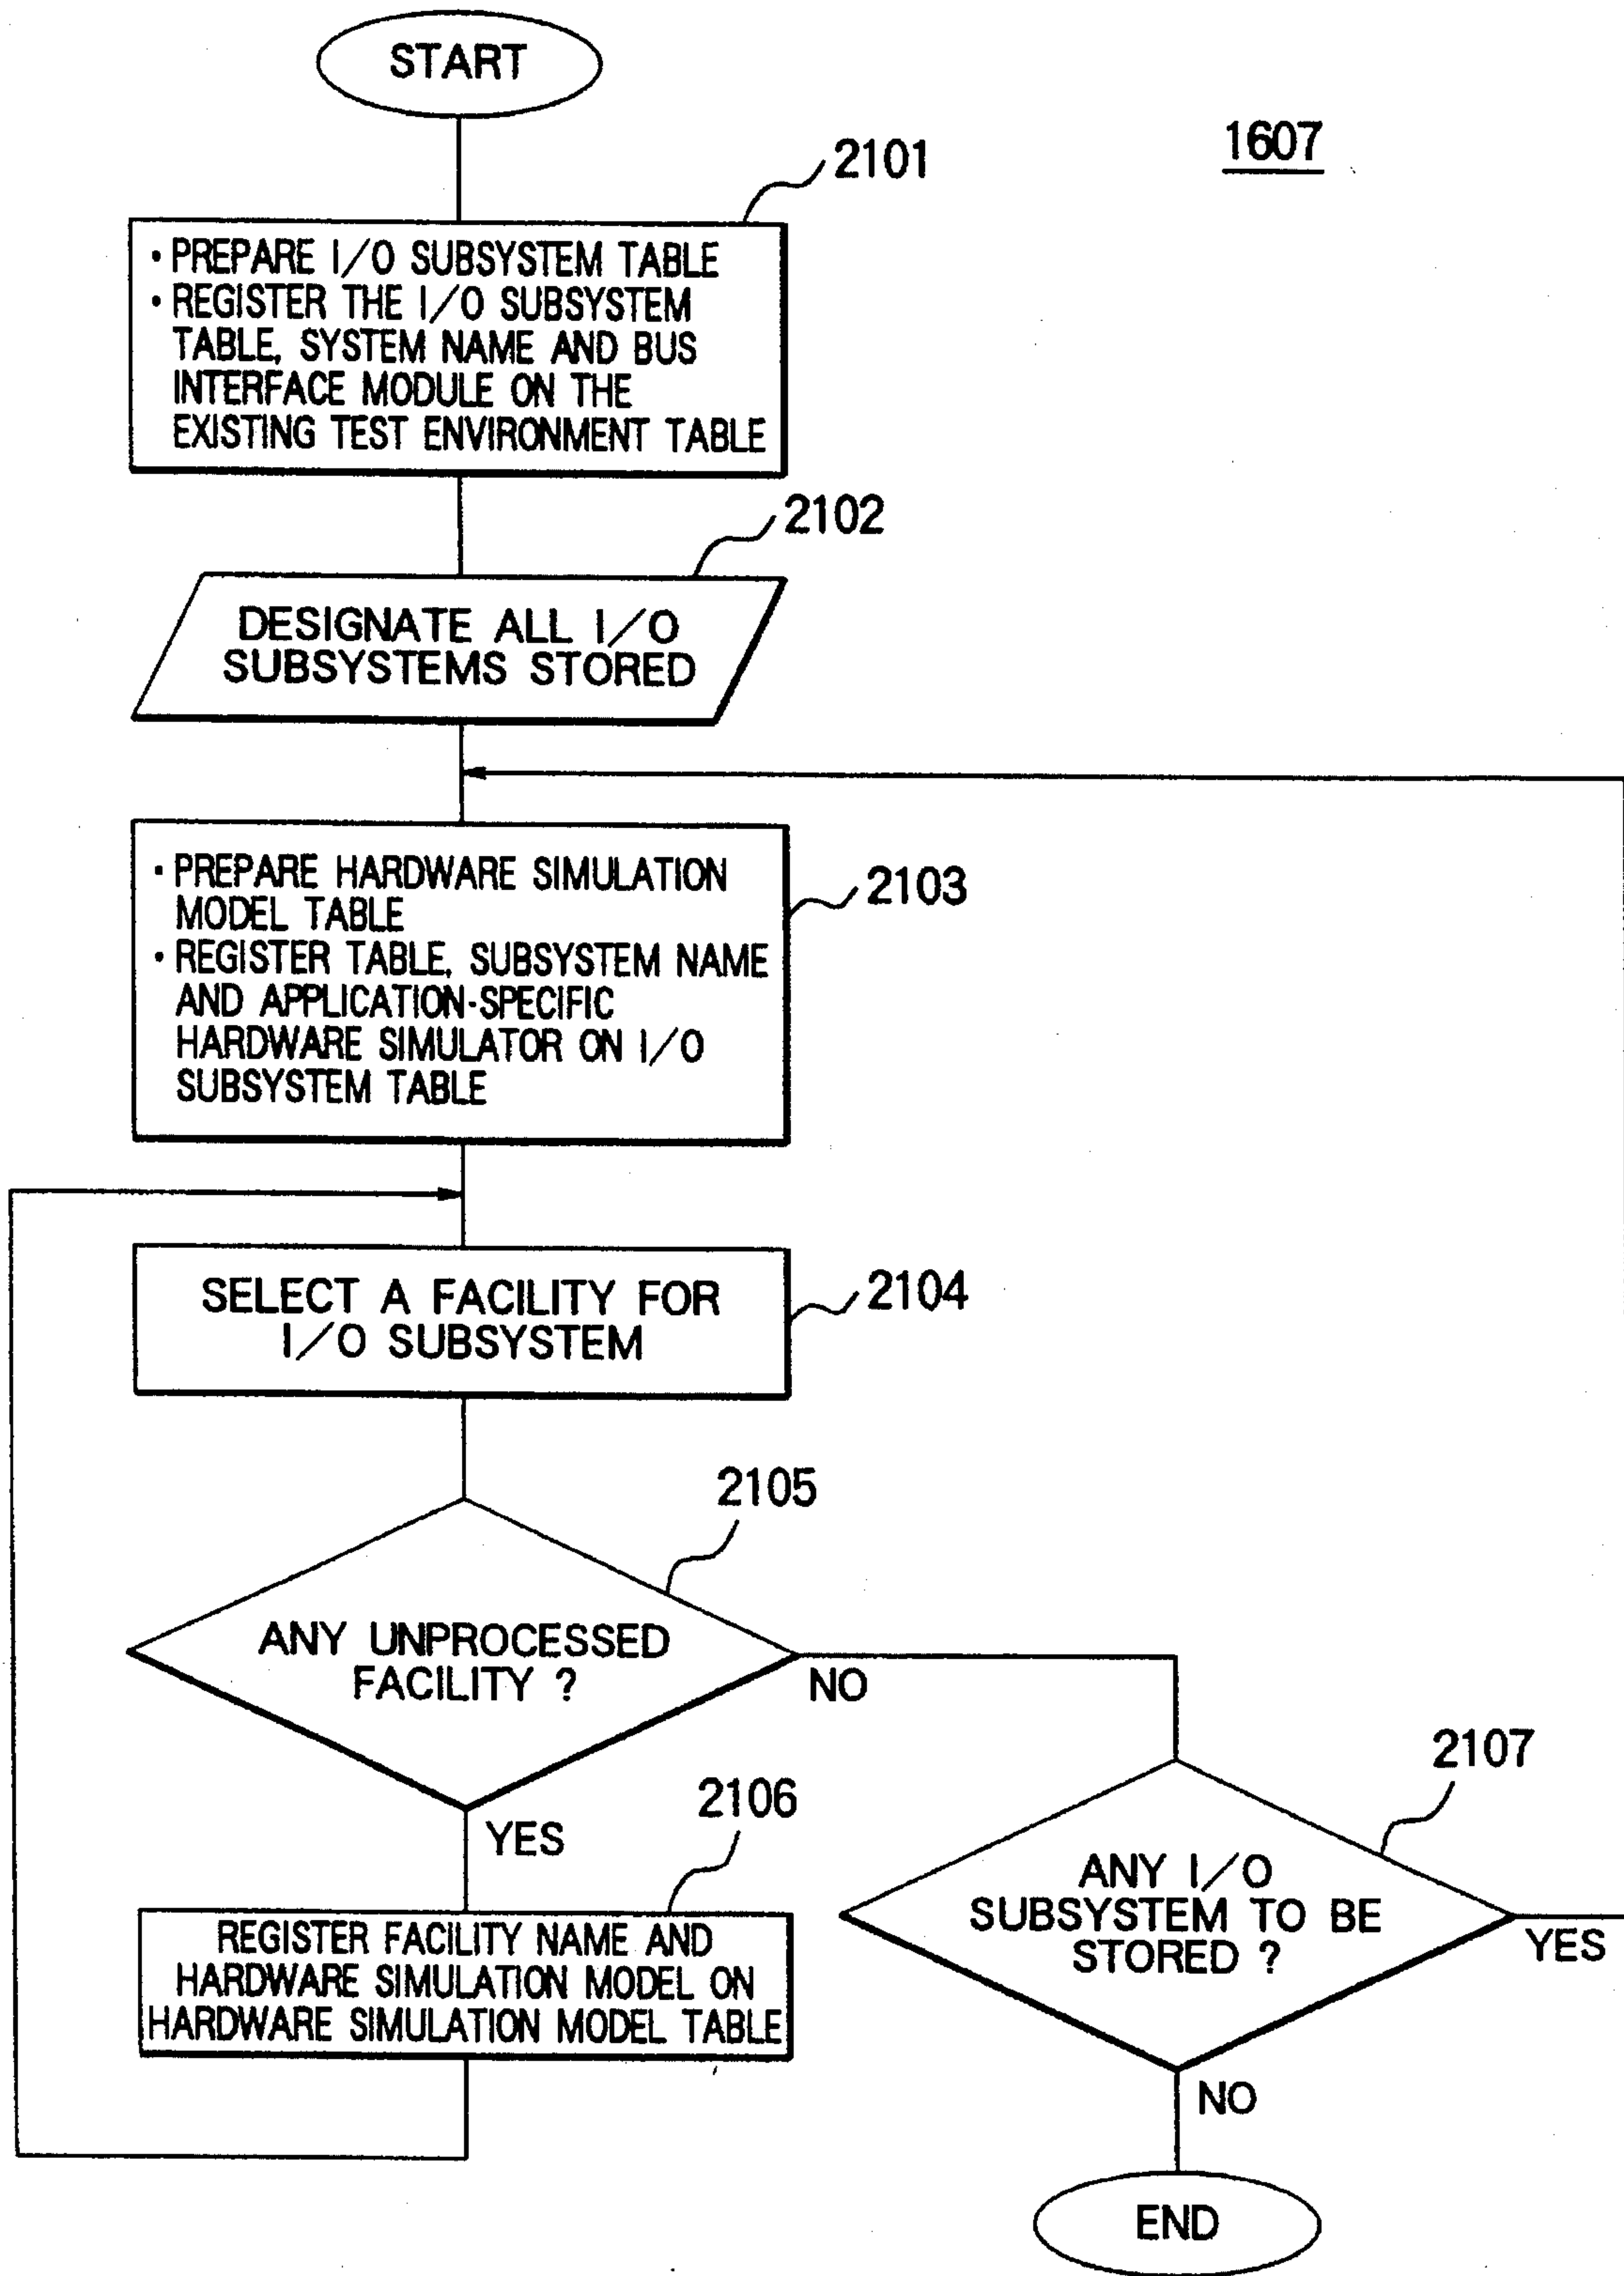 START
1607
2101
· PREPARE I/O SUBSYSTEM TABLE
· REGISTER THE I/O SUBSYSTEM
TABLE, SYSTEM NAME AND BUS
INTERFACE MODULE ON THE
EXISTING TEST ENVIRONMENT TABLE
2102
DESIGNATE ALL I/O
SUBSYSTEMS STORED
· PREPARE HARDWARE SIMULATION
MODEL TABLE
2103
· REGISTER TABLE, SUBSYSTEM NAME
AND APPLICATION-SPECIFIC
HARDWARE SIMULATOR ON I/O
SUBSYSTEM TABLE
SELECT A FACILITY FOR
I/O SUBSYSTEM
2104
2105
ANY UNPROCESSED
FACILITY ?
NO
YES
2106
REGISTER FACILITY NAME AND
HARDWARE SIMULATION MODEL ON
HARDWARE SIMULATION MODEL TABLE
2107
ANY I/O
SUBSYSTEM TO BE
STORED ?
YES
NO
END